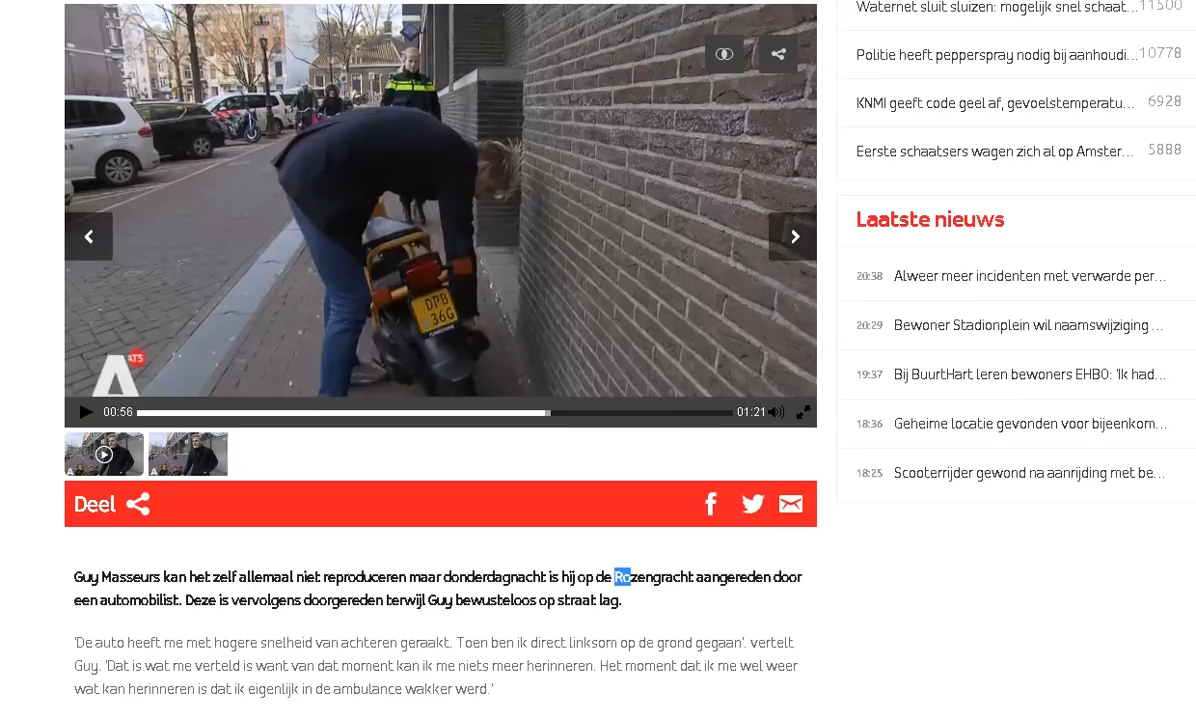 Waternet sluit sluizen: mogelijk snel schaat... 11500
Politie heeft pepperspray nodig bij aanhoudi... 10778
KNMI geeft code geel af, gevoelstemperatu... 6928
Eerste schaatsers wagen zich al op Amster... 5888
Laatste nieuws
20:38 Alweer meer incidenten met verwarde per...
20:29 Bewoner Stadionplein wil naamswijziging ...
19:37 Bij BuurtHart leren bewoners EHBO: 'Ik had...
18:36 Geheime locatie gevonden voor bijeenkom...
18:25 Scooterrijder gewond na aanrijding met be...
DPB
36G
A AT5
00:56 01:21
Deel
Guy Masseurs kan het zelf allemaal niet reproduceren maar donderdagnacht is hij op de Rozengracht aangereden door
een automobilist. Deze is vervolgens doorgereden terwijl Guy bewusteloos op straat lag.
'De auto heeft me met hogere snelheid van achteren geraakt. Toen ben ik direct linksom op de grond gegaan'. vertelt
Guy. 'Dat is wat me verteld is want van dat moment kan ik me niets meer herinneren. Het moment dat ik me wel weer
wat kan herinneren is dat ik eigenlijk in de ambulance wakker werd.'